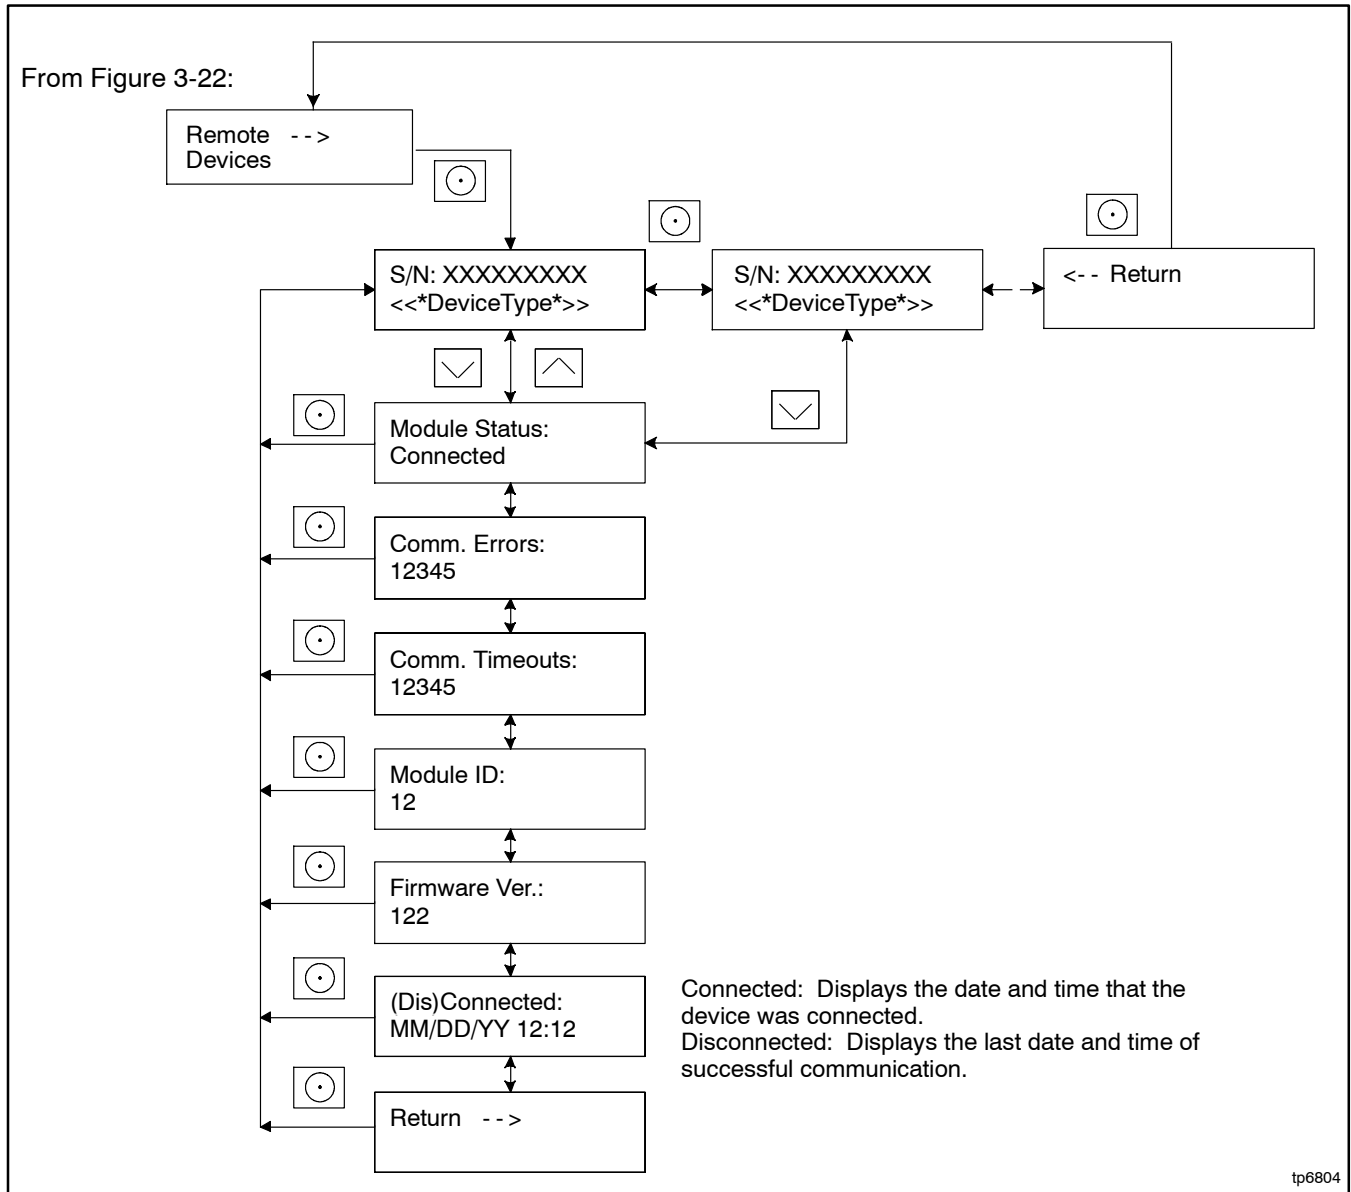 From Figure 3-22:
Remote -->
Devices
S/N: XXXXXXXXX
<<*DeviceType*>>
S/N: XXXXXXXXX
<<*DeviceType*>>
<-- Return
Module Status:
Connected
Comm. Errors:
12345
Comm. Timeouts:
12345
Module ID:
12
Firmware Ver.:
122
(Dis)Connected:
MM/DD/YY 12:12
Connected: Displays the date and time that the
device was connected.
Disconnected: Displays the last date and time of
successful communication.
Return -->
tp6804